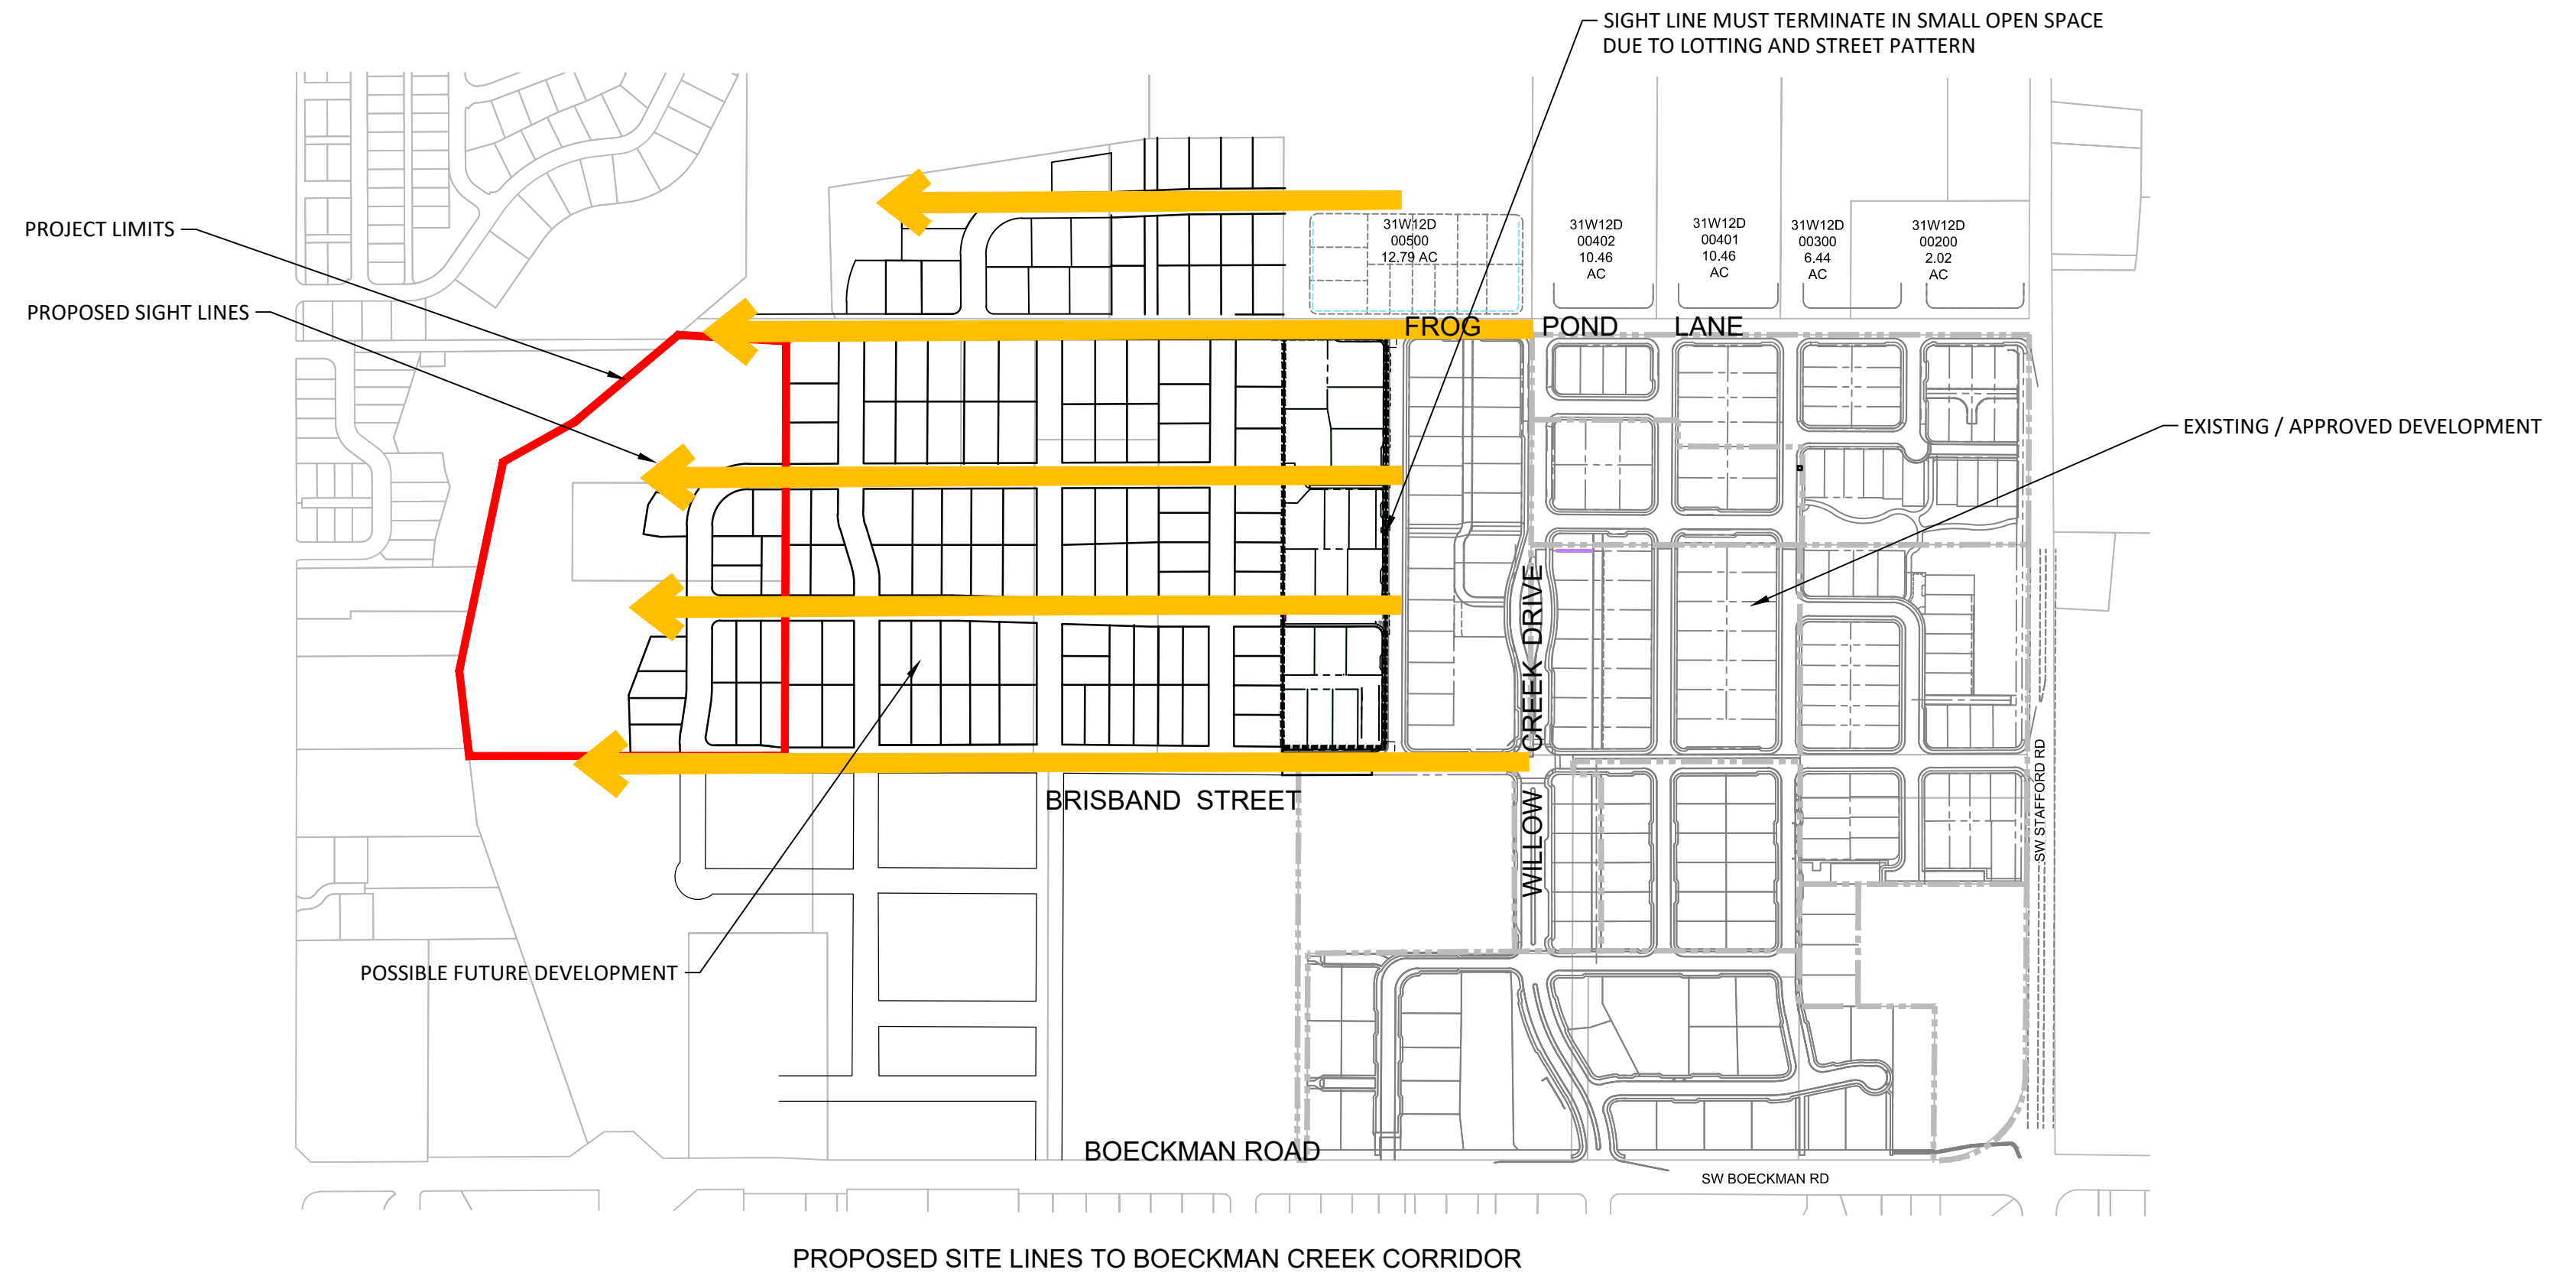 SIGHT LINE MUST TERMINATE IN SMALL OPEN SPACE
DUE TO LOTTING AND STREET PATTERN
PROJECT LIMITS
PROPOSED SIGHT LINES
31W12D
00500
12.79 AC
31W12D
00402
10.46
AC
31W12D
00401
10.46
AC
31W12D
00300
6.44
AC
31W12D
00200
2.02
AC
FROG POND LANE
EXISTING / APPROVED DEVELOPMENT
WILLOW CREEK DRIVE
SW STAFFORD RD
BRISBAND STREET
POSSIBLE FUTURE DEVELOPMENT
BOECKMAN ROAD
SW BOECKMAN RD
PROPOSED SITE LINES TO BOECKMAN CREEK CORRIDOR